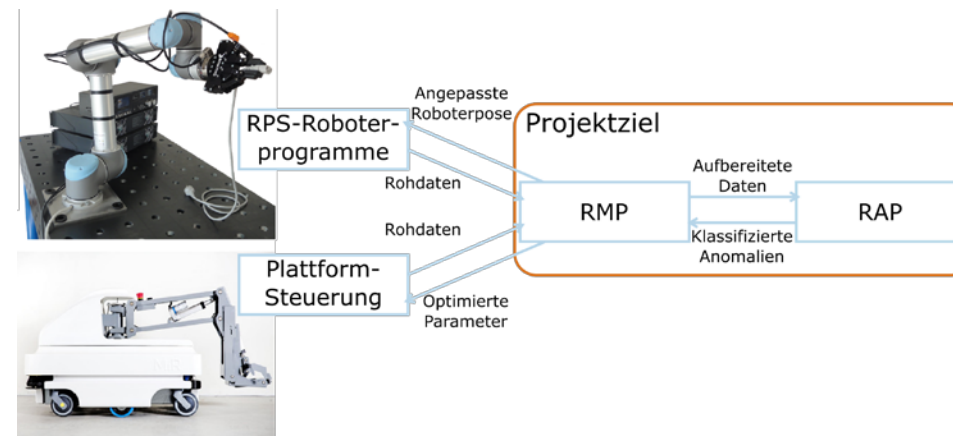 Angepasste
Roboterpose
RPS-Roboter-
programme
Projektziel
Rohdaten
Aufbereitete
Daten
RMP
RAP
Rohdaten
Klassifizierte
Anomalien
Plattform-
Steuerung
Optimierte
Parameter